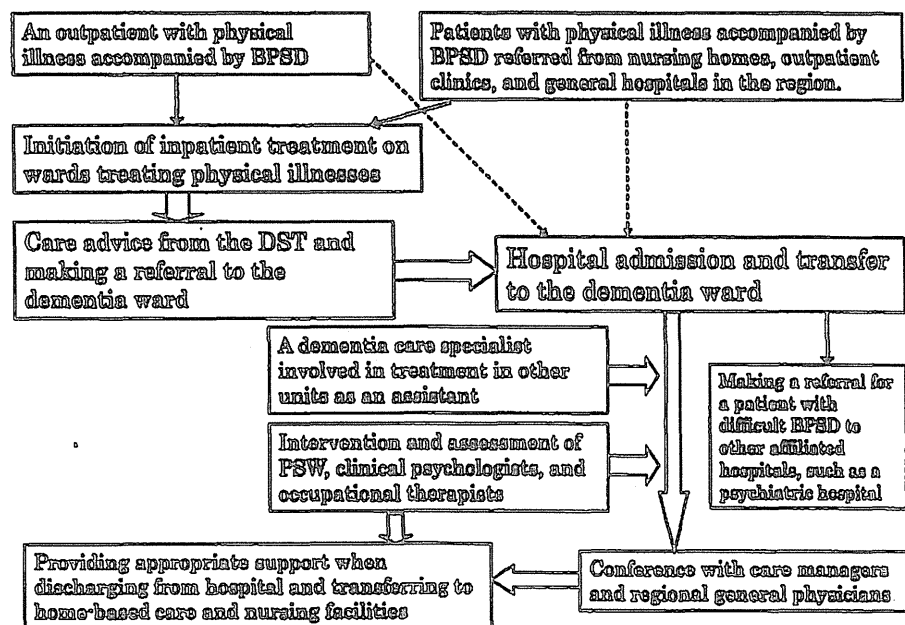 An outpatient with physical
illness accompanied by BPSD
Patients with physical illness accompanied by
BPSD referred from nursing homes, outpatient
clinics, and general hospitals in the region.
Initiation of inpatient treatment on
wards treating physical illnesses
Care advice from the DST and
making a referral to the
dementia ward
Hospital admission and transfer
to the dementia ward
A dementia care specialist
involved in treatment in other
units as an assistant
Making a referral for
a patient with
difficult BPSD to
other affiliated
hospitals, such as a
psychiatric hospital
Intervention and assessment of
PSW, clinical psychologists, and
occupational therapists
Providing appropriate support when
discharging from hospital and transferring to
home-based care and nursing facilities
Conference with care managers
and regional general physicians